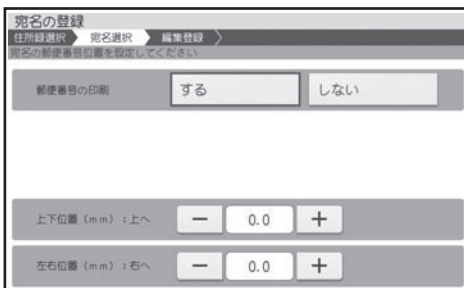 宛名の登録
住所録選択 宛名選択 編集登録
宛名の郵便番号位置を設定してください
郵便番号の印刷 する しない
上下位置（mm）：上へ － 0.0 ＋
左右位置（mm）：右へ － 0.0 ＋